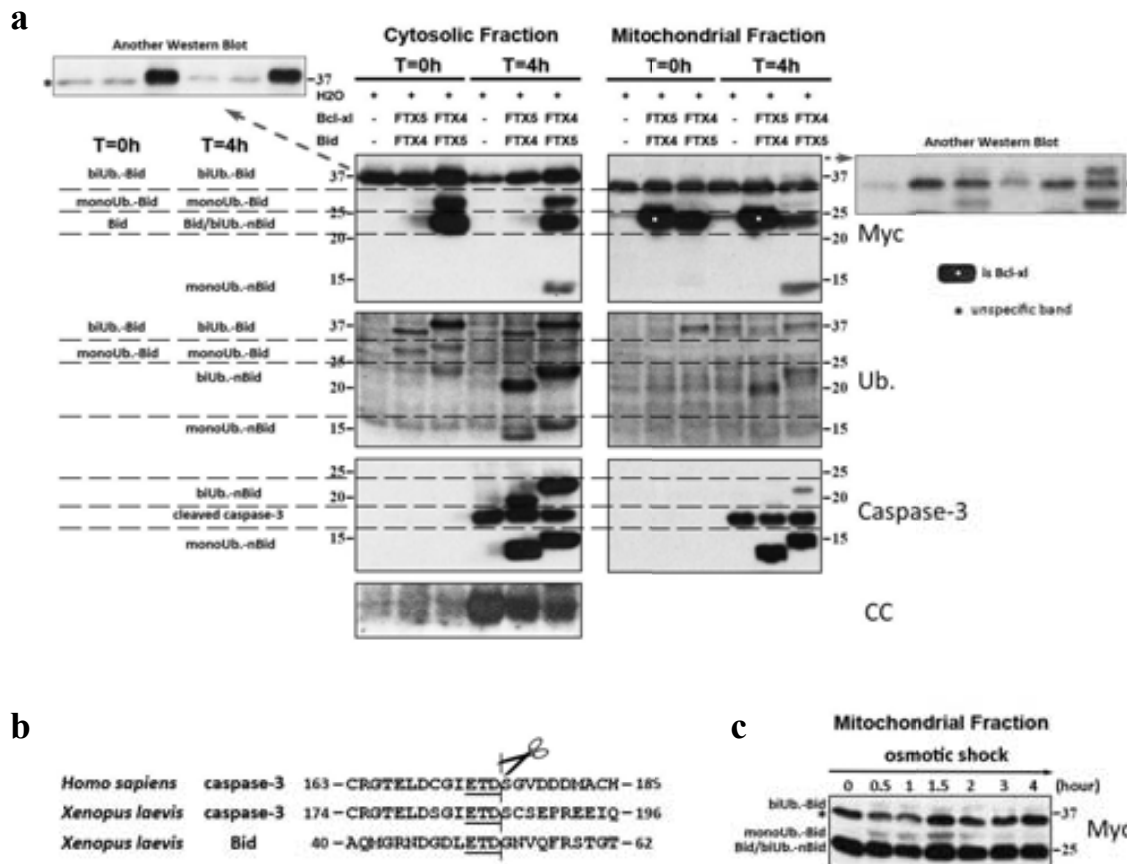 a
Another Western Blot
* -37
Cytosolic Fraction Mitochondrial Fraction
T=0h T=4h T=0h T=4h
H2O + + + + + + + + + + + +
Bcl-xl - FTX5 FTX4 - FTX5 FTX4 - FTX5 FTX4 - FTX5 FTX4
Bid - FTX4 FTX5 - FTX4 FTX5 - FTX4 FTX5 - FTX4 FTX5
Another Western Blot
T=0h T=4h
biUb.-Bid biUb.-Bid 37 37
monoUb.-Bid monoUb.-Bid
Bid Bid/biUb.-nBid 25 25
20 20
monoUb.-nBid 15 15
Myc
* is Bcl-xl
* unspecific band
biUb.-Bid biUb.-Bid 37 37
monoUb.-Bid monoUb.-Bid 25 25
biUb.-nBid 20 20
monoUb.-nBid 15 15
Ub.
25 25
biUb.-nBid 20 20
cleaved caspase-3
monoUb.-nBid 15 15
Caspase-3
CC
b
Homo sapiens caspase-3 163 – CRGTELDCGIETDSGVDDDMACH – 185
Xenopus laevis caspase-3 174 – CRGTELDSGIETDSCSEPREEIQ – 196
Xenopus laevis Bid 40 – AQMGRNDGDLETDGNVQFRSTGT – 62
c
Mitochondrial Fraction
osmotic shock
0 0.5 1 1.5 2 3 4 (hour)
biUb.-Bid
* -37
monoUb.-Bid
Bid/biUb.-nBid 25
Myc